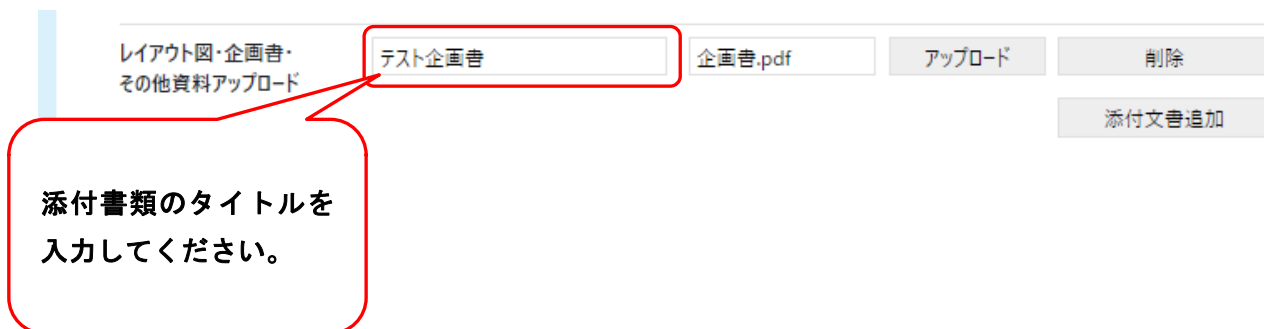 レイアウト図・企画書・
その他資料アップロード
テスト企画書
企画書.pdf
アップロード
削除
添付文書追加
添付書類のタイトルを
入力してください。